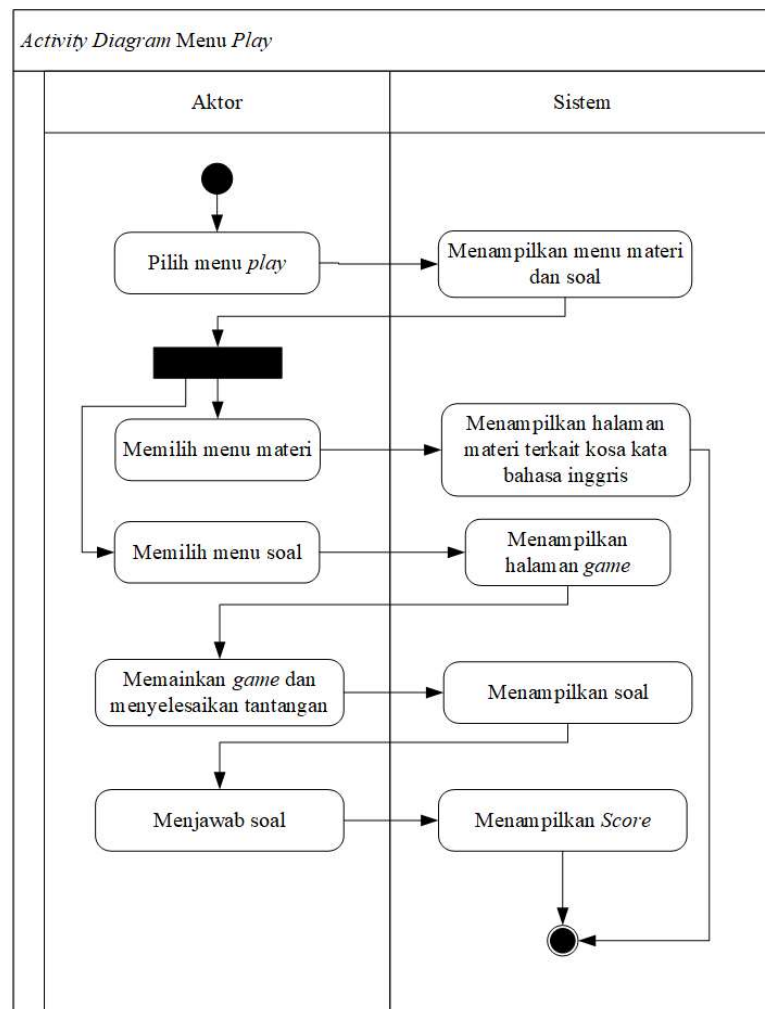 Activity Diagram Menu Play
Aktor
Sistem
Pilih menu play
Menampilkan menu materi
dan soal
Memilih menu materi
Menampilkan halaman
materi terkait kosa kata
bahasa inggris
Memilih menu soal
Menampilkan
halaman game
Memainkan game dan
menyelesaikan tantangan
Menampilkan soal
Menjawab soal
Menampilkan Score